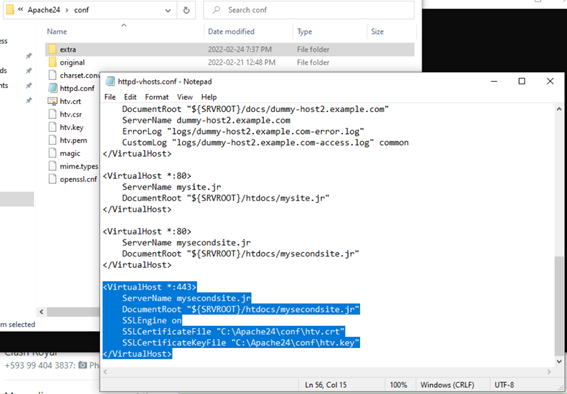 Apache24 > conf
Search conf
Name
Date modified
Type
Size
extra
2022-02-24 7:37 PM
File folder
original
2022-02-21 12:48 PM
File folder
charset.con
httpd.conf
htv.crt
htv.csr
htv.key
htv.pem
magic
mime.types
openssl.cnf
httpd-vhosts.conf - Notepad
File Edit Format View Help
DocumentRoot "${SRVROOT}/docs/dummy-host2.example.com"
ServerName dummy-host2.example.com
ErrorLog "logs/dummy-host2.example.com-error.log"
CustomLog "logs/dummy-host2.example.com-access.log" common
</VirtualHost>
<VirtualHost *:80>
ServerName mysite.jr
DocumentRoot "${SRVROOT}/htdocs/mysite.jr"
</VirtualHost>
<VirtualHost *:80>
ServerName mysecondsite.jr
DocumentRoot "${SRVROOT}/htdocs/mysecondsite.jr"
</VirtualHost>
<VirtualHost *:443>
ServerName mysecondsite.jr
DocumentRoot "${SRVROOT}/htdocs/mysecondsite.jr"
SSLEngine on
SSLCertificateFile "C:\Apache24\conf\htv.crt"
SSLCertificateKeyFile "C:\Apache24\conf\htv.key"
</VirtualHost>
Ln 56, Col 15
100%
Windows (CRLF)
UTF-8
m selected
+593 99 404 3837: